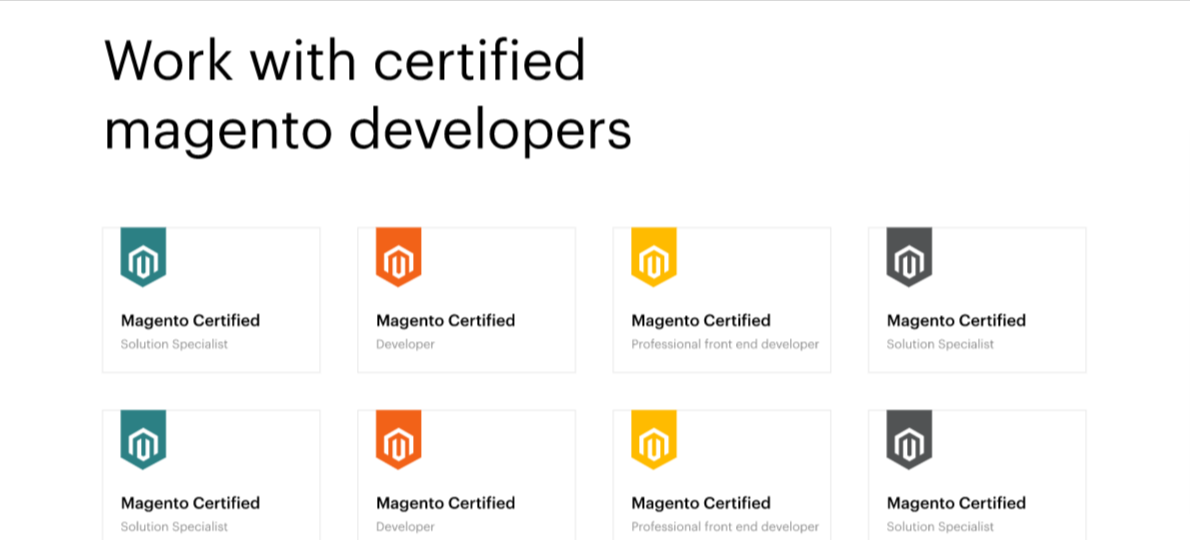 Work with certified
magento developers
Magento Certified
Solution Specialist
Magento Certified
Developer
Magento Certified
Professional front end developer
Magento Certified
Solution Specialist
Magento Certified
Solution Specialist
Magento Certified
Developer
Magento Certified
Professional front end developer
Magento Certified
Solution Specialist